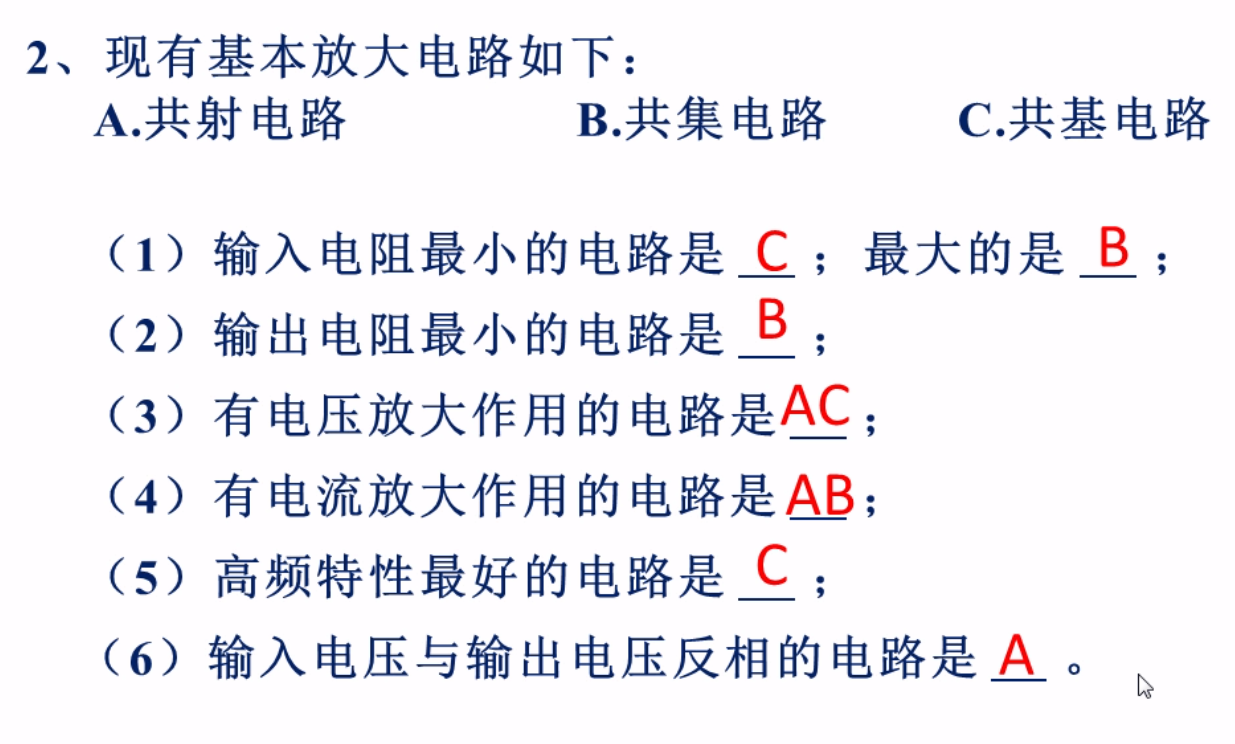 2、现有基本放大电路如下：
A.共射电路 B.共集电路 C.共基电路
（1）输入电阻最小的电路是 C ；最大的是 B ；
（2）输出电阻最小的电路是 B ；
（3）有电压放大作用的电路是AC；
（4）有电流放大作用的电路是AB；
（5）高频特性最好的电路是 C ；
（6）输入电压与输出电压反相的电路是 A 。